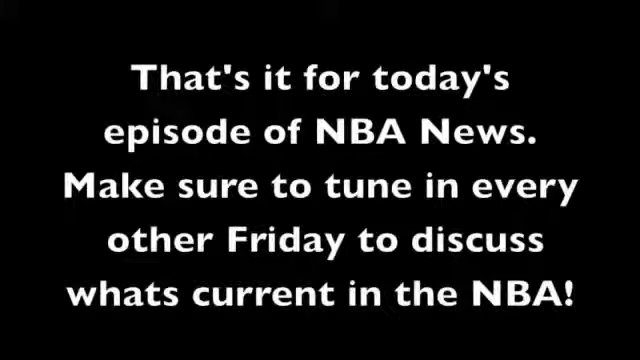 That's it for today's
episode of NBA News.
Make sure to tune in every
other Friday to discuss
whats current in the NBA!